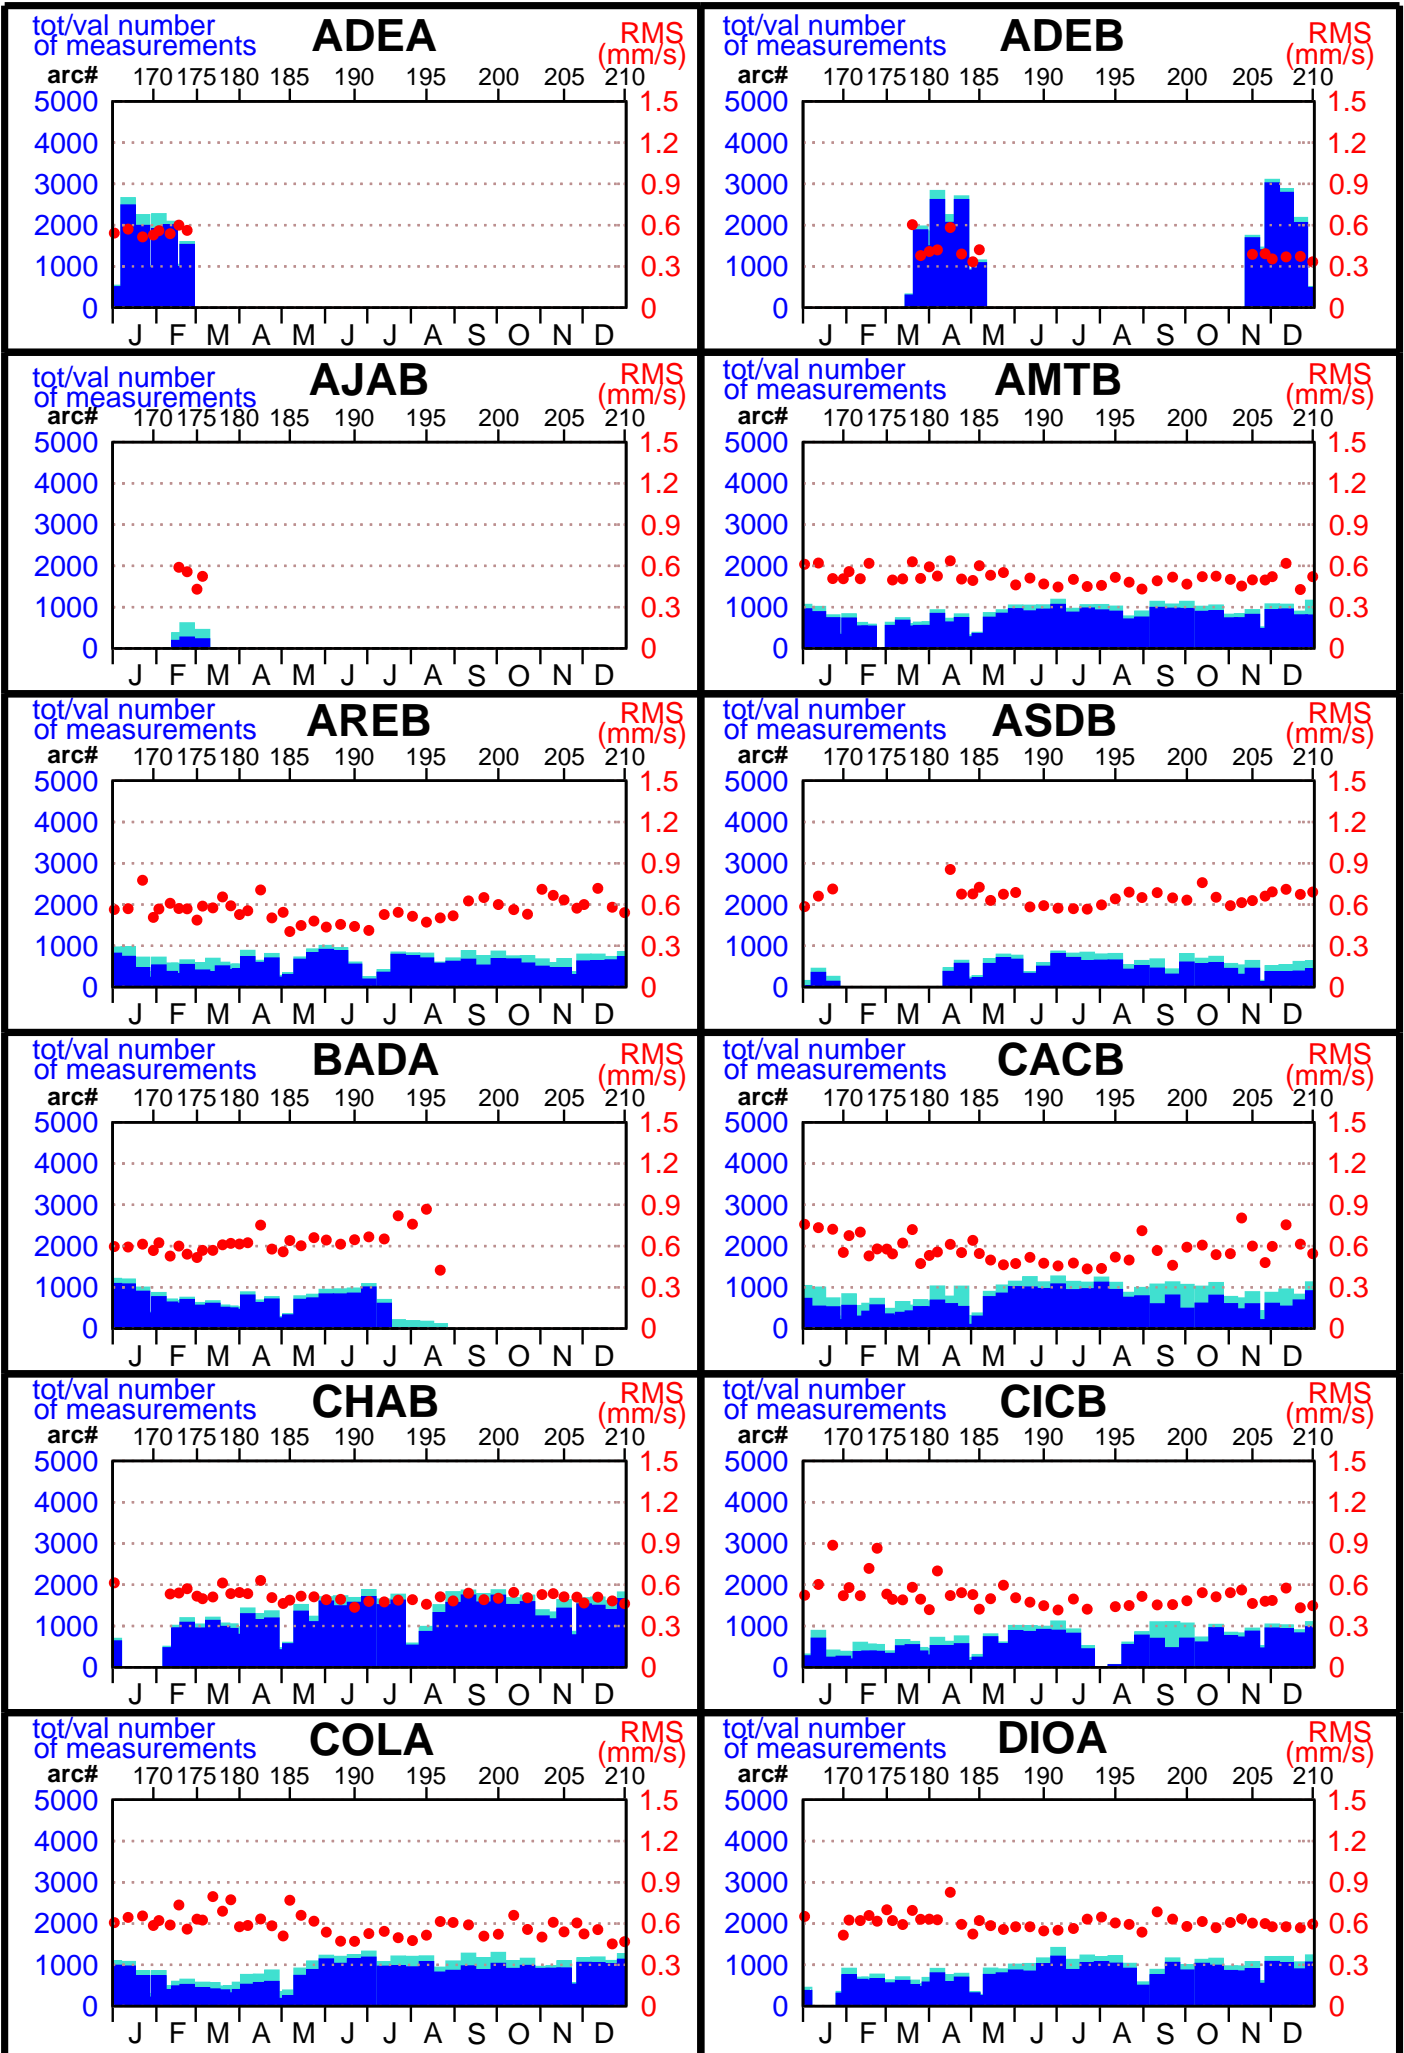 tot/val number
of measurements
ADEA
RMS
(mm/s)
arc# 170 175 180 185 190 195 200 205 210
5000 1.5
4000 1.2
3000 0.9
2000 0.6
1000 0.3
0 0
J F M A M J J A S O N D
tot/val number
of measurements
ADEB
RMS
(mm/s)
arc# 170 175 180 185 190 195 200 205 210
5000 1.5
4000 1.2
3000 0.9
2000 0.6
1000 0.3
0 0
J F M A M J J A S O N D
tot/val number
of measurements
AJAB
RMS
(mm/s)
arc# 170 175 180 185 190 195 200 205 210
5000 1.5
4000 1.2
3000 0.9
2000 0.6
1000 0.3
0 0
J F M A M J J A S O N D
tot/val number
of measurements
AMTB
RMS
(mm/s)
arc# 170 175 180 185 190 195 200 205 210
5000 1.5
4000 1.2
3000 0.9
2000 0.6
1000 0.3
0 0
J F M A M J J A S O N D
tot/val number
of measurements
AREB
RMS
(mm/s)
arc# 170 175 180 185 190 195 200 205 210
5000 1.5
4000 1.2
3000 0.9
2000 0.6
1000 0.3
0 0
J F M A M J J A S O N D
tot/val number
of measurements
ASDB
RMS
(mm/s)
arc# 170 175 180 185 190 195 200 205 210
5000 1.5
4000 1.2
3000 0.9
2000 0.6
1000 0.3
0 0
J F M A M J J A S O N D
tot/val number
of measurements
BADA
RMS
(mm/s)
arc# 170 175 180 185 190 195 200 205 210
5000 1.5
4000 1.2
3000 0.9
2000 0.6
1000 0.3
0 0
J F M A M J J A S O N D
tot/val number
of measurements
CACB
RMS
(mm/s)
arc# 170 175 180 185 190 195 200 205 210
5000 1.5
4000 1.2
3000 0.9
2000 0.6
1000 0.3
0 0
J F M A M J J A S O N D
tot/val number
of measurements
CHAB
RMS
(mm/s)
arc# 170 175 180 185 190 195 200 205 210
5000 1.5
4000 1.2
3000 0.9
2000 0.6
1000 0.3
0 0
J F M A M J J A S O N D
tot/val number
of measurements
CICB
RMS
(mm/s)
arc# 170 175 180 185 190 195 200 205 210
5000 1.5
4000 1.2
3000 0.9
2000 0.6
1000 0.3
0 0
J F M A M J J A S O N D
tot/val number
of measurements
COLA
RMS
(mm/s)
arc# 170 175 180 185 190 195 200 205 210
5000 1.5
4000 1.2
3000 0.9
2000 0.6
1000 0.3
0 0
J F M A M J J A S O N D
tot/val number
of measurements
DIOA
RMS
(mm/s)
arc# 170 175 180 185 190 195 200 205 210
5000 1.5
4000 1.2
3000 0.9
2000 0.6
1000 0.3
0 0
J F M A M J J A S O N D